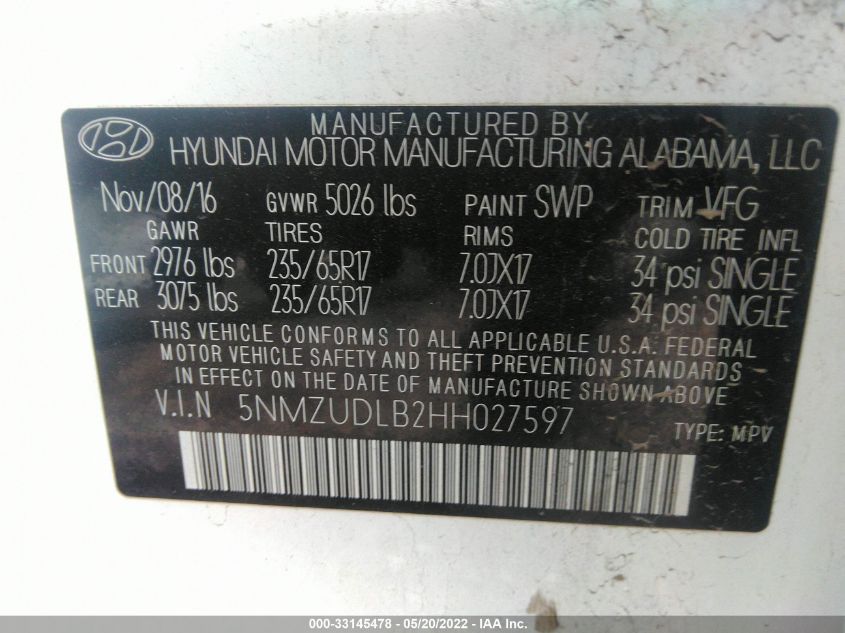 MANUFACTURED BY
HYUNDAI MOTOR MANUFACTURING ALABAMA, LLC
Nov/08/16 GVWR 5026 lbs PAINT SWP TRIM VFG
GAWR TIRES RIMS COLD TIRE INFL
FRONT 2976 lbs 235/65R17 7.0JX17 34 psi SINGLE
REAR 3075 lbs 235/65R17 7.0JX17 34 psi SINGLE
THIS VEHICLE CONFORMS TO ALL APPLICABLE U.S.A. FEDERAL
MOTOR VEHICLE SAFETY AND THEFT PREVENTION STANDARDS
IN EFFECT ON THE DATE OF MANUFACTURE SHOWN ABOVE
V.I.N 5NMZUDLB2HH027597
TYPE: MPV
000-33145478 - 05/20/2022 - IAA Inc.